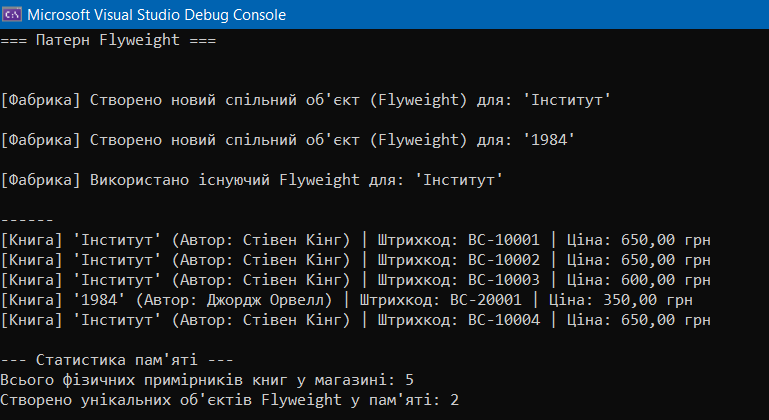 Microsoft Visual Studio Debug Console
=== Патерн Flyweight ===
[Фабрика] Створено новий спільний об'єкт (Flyweight) для: 'Інститут'
[Фабрика] Створено новий спільний об'єкт (Flyweight) для: '1984'
[Фабрика] Використано існуючий Flyweight для: 'Інститут'
------
[Книга] 'Інститут' (Автор: Стівен Кінг) | Штрихкод: BC-10001 | Ціна: 650,00 грн
[Книга] 'Інститут' (Автор: Стівен Кінг) | Штрихкод: BC-10002 | Ціна: 650,00 грн
[Книга] 'Інститут' (Автор: Стівен Кінг) | Штрихкод: BC-10003 | Ціна: 600,00 грн
[Книга] '1984' (Автор: Джордж Орвелл) | Штрихкод: BC-20001 | Ціна: 350,00 грн
[Книга] 'Інститут' (Автор: Стівен Кінг) | Штрихкод: BC-10004 | Ціна: 650,00 грн
--- Статистика пам'яті ---
Всього фізичних примірників книг у магазині: 5
Створено унікальних об'єктів Flyweight у пам'яті: 2